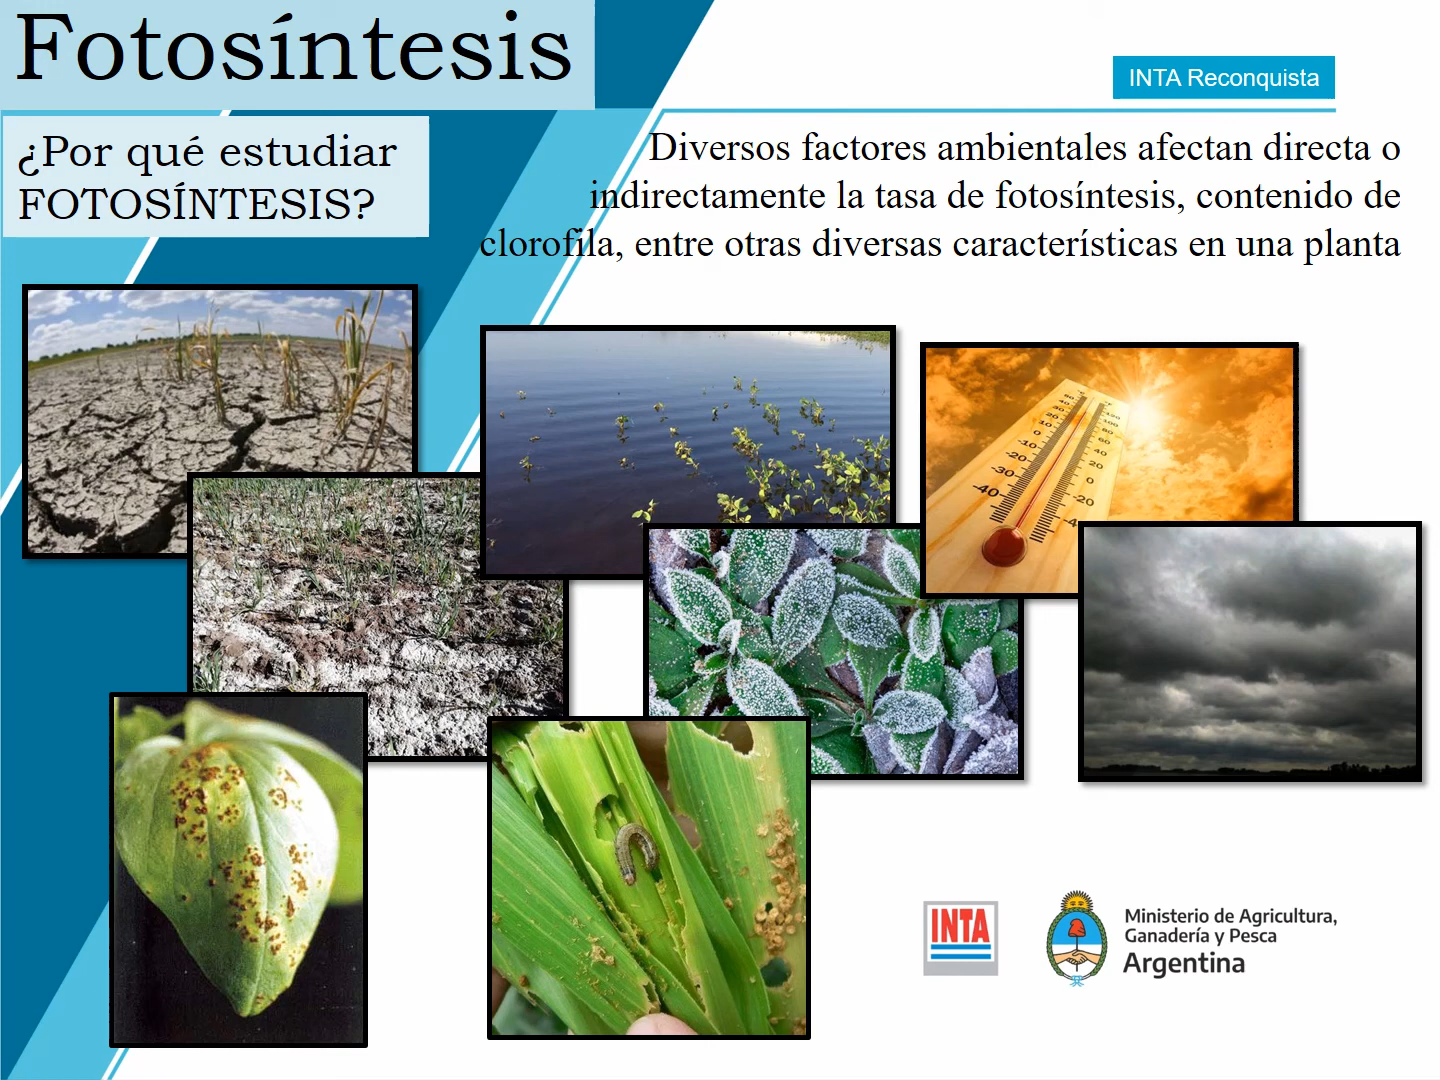 Fotosíntesis
INTA Reconquista
¿Por qué estudiar
FOTOSÍNTESIS?
Diversos factores ambientales afectan directa o
indirectamente la tasa de fotosíntesis, contenido de
clorofila, entre otras diversas características en una planta
INTA
Ministerio de Agricultura,
Ganadería y Pesca
Argentina